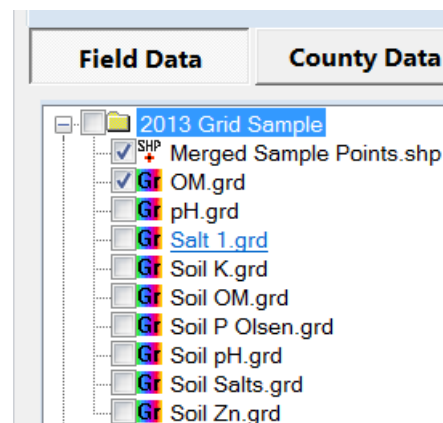 Field Data County Data
2013 Grid Sample
SHP Merged Sample Points.shp
Gr OM.grd
Gr pH.grd
Gr Salt 1.grd
Gr Soil K.grd
Gr Soil OM.grd
Gr Soil P Olsen.grd
Gr Soil pH.grd
Gr Soil Salts.grd
Gr Soil Zn.grd